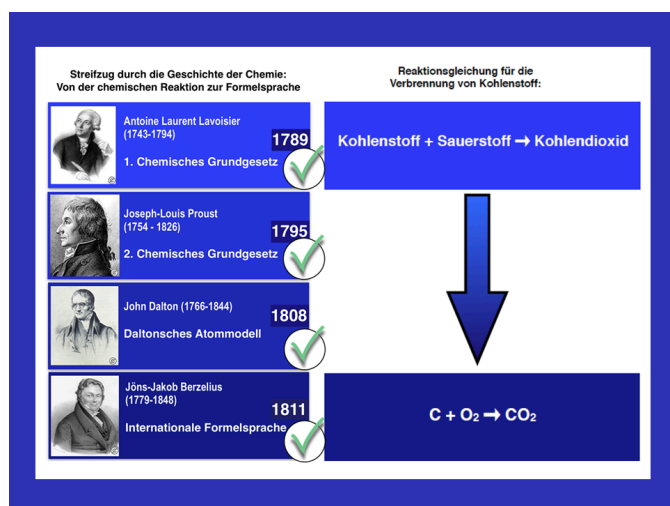 Streifzug durch die Geschichte der Chemie:
Von der chemischen Reaktion zur Formelsprache
Antoine Laurent Lavoisier
(1743-1794)
1789
1. Chemisches Grundgesetz
Joseph-Louis Proust
(1754 - 1826)
1795
2. Chemisches Grundgesetz
John Dalton (1766-1844)
1808
Daltonsches Atommodell
Jöns-Jakob Berzelius
(1779-1848)
1811
Internationale Formelsprache
Reaktionsgleichung für die
Verbrennung von Kohlenstoff:
Kohlenstoff + Sauerstoff → Kohlendioxid
C + O₂ → CO₂